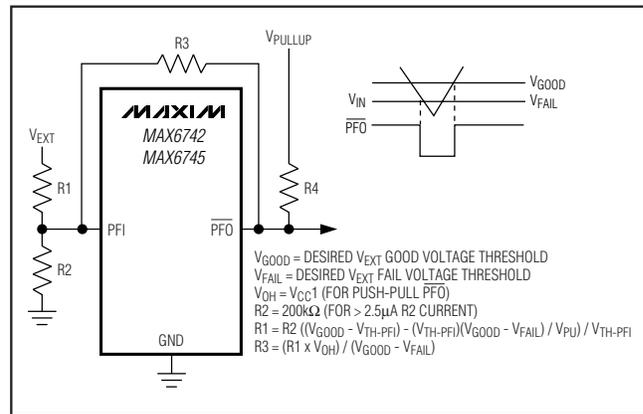 R3
VPULLUP
MAXIM
MAX6742
MAX6745
VEXT
R1
R2
PFI
PFO
GND
R4
VIN
PFO
VGOOD
VFAIL
VGOOD = DESIRED VEXT GOOD VOLTAGE THRESHOLD
VFAIL = DESIRED VEXT FAIL VOLTAGE THRESHOLD
VOH = VCC1 (FOR PUSH-PULL PFO)
R2 = 200kΩ (FOR > 2.5µA R2 CURRENT)
R1 = R2 ((VGOOD - VTH-PFI) - (VTH-PFI)(VGOOD - VFAIL) / VPU) / VTH-PFI
R3 = (R1 x VOH) / (VGOOD - VFAIL)